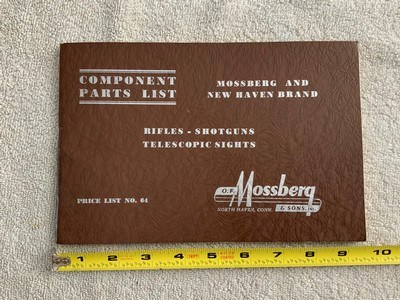 COMPONENT
PARTS LIST
MOSSBERG AND
NEW HAVEN BRAND
RIFLES - SHOTGUNS
TELESCOPIC SIGHTS
PRICE LIST NO. 64
O.F. Mossberg
& SONS, INC.
NORTH HAVEN, CONN.
1 2 3 4 5 6 7 8 9 10